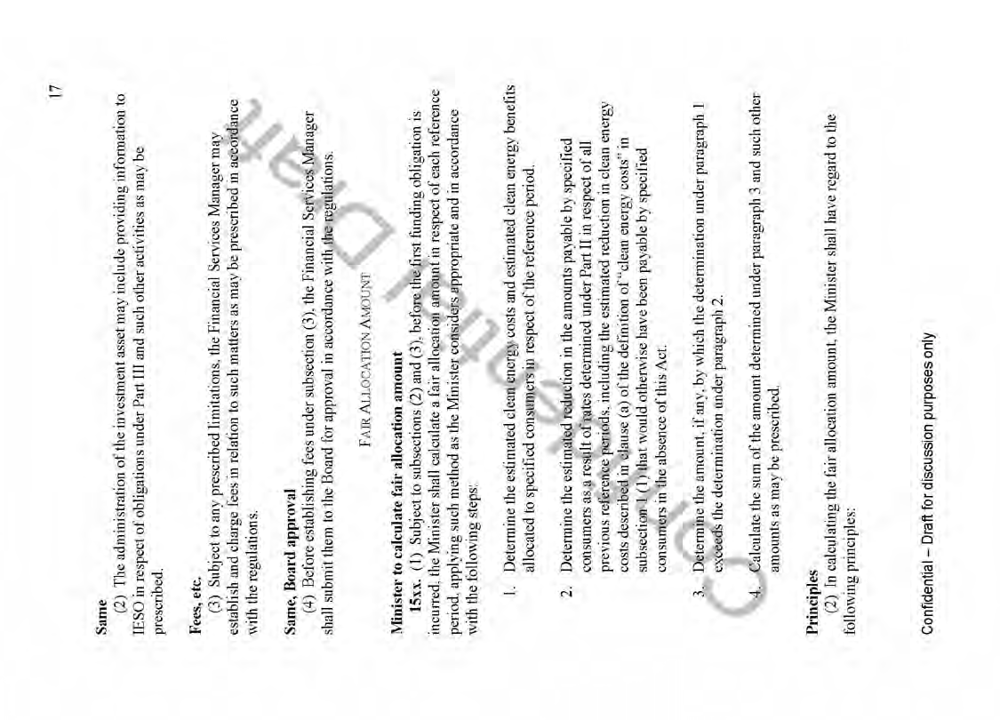 17
Same
(2) The administration of the investment asset may include providing information to
IESO in respect of obligations under Part III and such other activities as may be
prescribed.
Fees, etc.
(3) Subject to any prescribed limitations, the Financial Services Manager may
establish and charge fees in relation to such matters as may be prescribed in accordance
with the regulations.
Same, Board approval
(4) Before establishing fees under subsection (3), the Financial Services Manager
shall submit them to the Board for approval in accordance with the regulations.
FAIR ALLOCATION AMOUNT
Minister to calculate fair allocation amount
15xx. (1) Subject to subsections (2) and (3), before the first funding obligation is
incurred, the Minister shall calculate a fair allocation amount in respect of each reference
period, applying such method as the Minister considers appropriate and in accordance
with the following steps:
1. Determine the estimated clean energy costs and estimated clean energy benefits
allocated to specified consumers in respect of the reference period.
2. Determine the estimated reduction in the amounts payable by specified
consumers as a result of rates determined under Part II in respect of all
previous reference periods, including the estimated reduction in clean energy
costs described in clause (a) of the definition of "clean energy costs" in
subsection 1 (1) that would otherwise have been payable by specified
consumers in the absence of this Act.
3. Determine the amount, if any, by which the determination under paragraph 1
exceeds the determination under paragraph 2.
4. Calculate the sum of the amount determined under paragraph 3 and such other
amounts as may be prescribed.
Principles
(2) In calculating the fair allocation amount, the Minister shall have regard to the
following principles:
Confidential – Draft for discussion purposes only
Confidential Draft